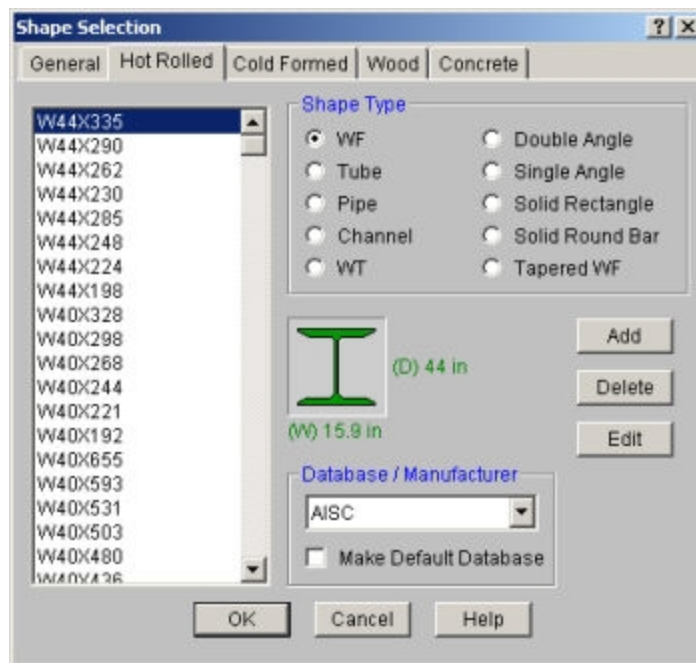 Shape Selection
General
Hot Rolled
Cold Formed
Wood
Concrete
W44X335
W44X290
W44X262
W44X230
W44X285
W44X248
W44X224
W44X198
W40X328
W40X298
W40X268
W40X244
W40X221
W40X192
W40X655
W40X593
W40X531
W40X503
W40X480
W40X436
Shape Type
WF
Tube
Pipe
Channel
WT
Double Angle
Single Angle
Solid Rectangle
Solid Round Bar
Tapered WF
(D) 44 in
(W) 15.9 in
Add
Delete
Edit
Database / Manufacturer
AISC
Make Default Database
OK
Cancel
Help